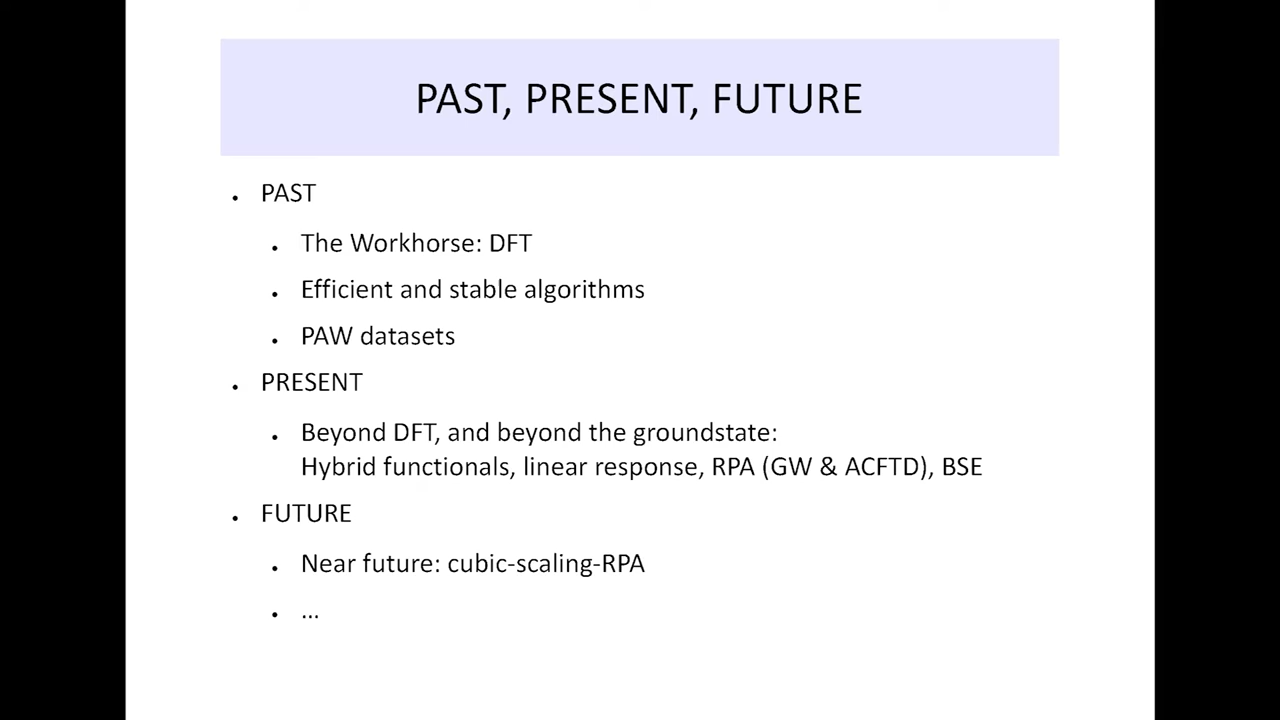 PAST, PRESENT, FUTURE
• PAST
• The Workhorse: DFT
• Efficient and stable algorithms
• PAW datasets
• PRESENT
• Beyond DFT, and beyond the groundstate:
Hybrid functionals, linear response, RPA (GW & ACFTD), BSE
• FUTURE
• Near future: cubic-scaling-RPA
• ...